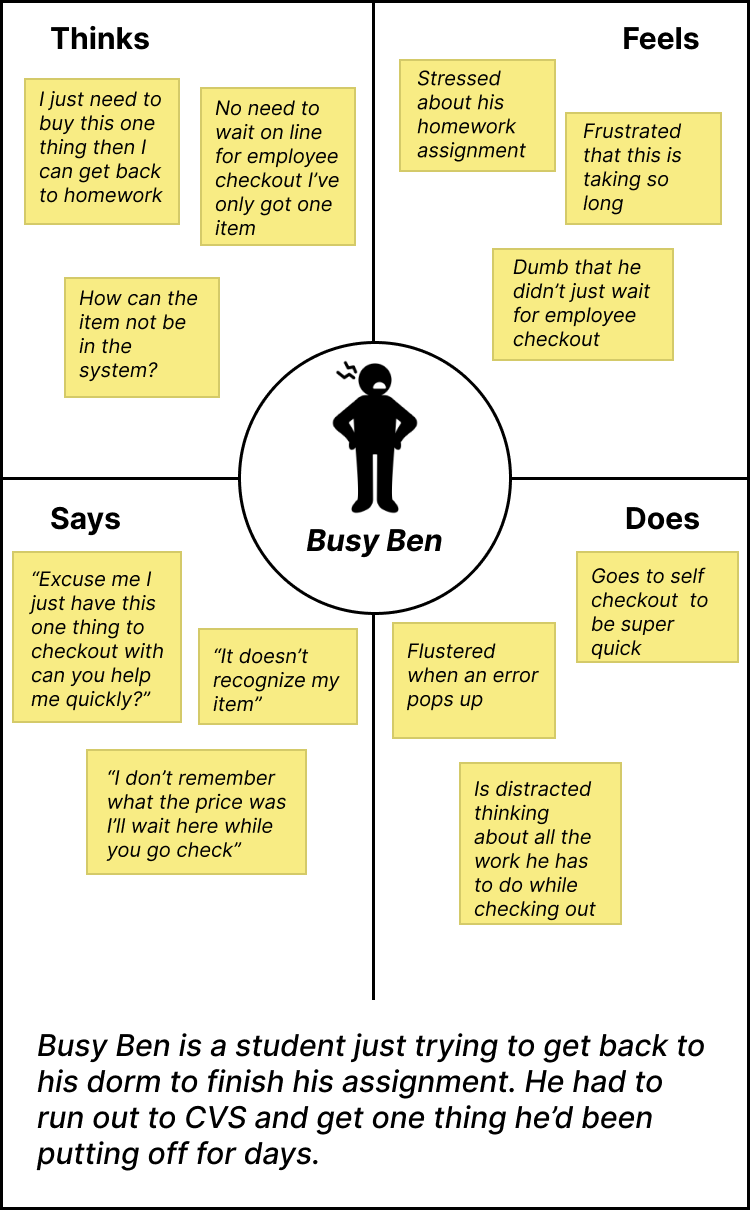 Thinks
I just need to
buy this one
thing then I
can get back
to homework
No need to
wait on line
for employee
checkout I’ve
only got one
item
How can the
item not be
in the
system?
Feels
Stressed
about his
homework
assignment
Frustrated
that this is
taking so
long
Dumb that he
didn’t just wait
for employee
checkout
Busy Ben
Says
“Excuse me I
just have this
one thing to
checkout with
can you help
me quickly?”
“It doesn’t
recognize my
item”
“I don’t remember
what the price was
I’ll wait here while
you go check”
Does
Goes to self
checkout  to
be super
quick
Flustered
when an error
pops up
Is distracted
thinking
about all the
work he has
to do while
checking out
Busy Ben is a student just trying to get back to
his dorm to finish his assignment. He had to
run out to CVS and get one thing he’d been
putting off for days.